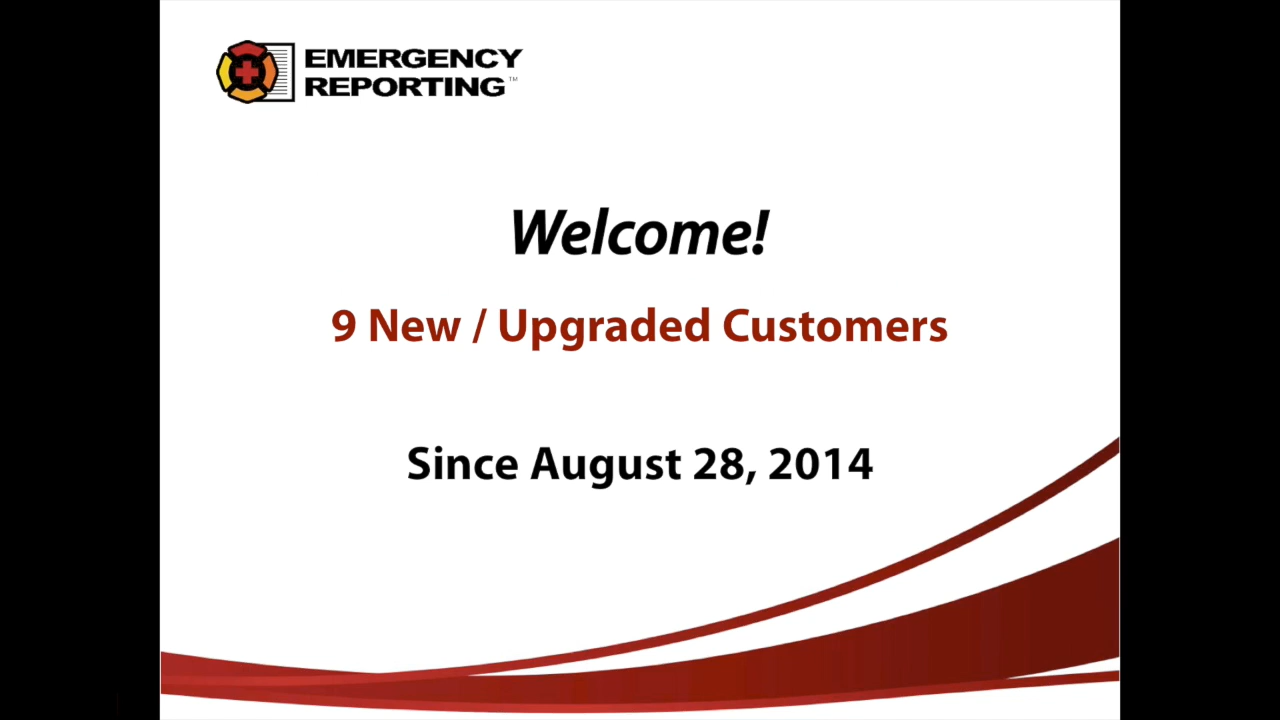 EMERGENCY
REPORTING™
Welcome!
9 New / Upgraded Customers
Since August 28, 2014